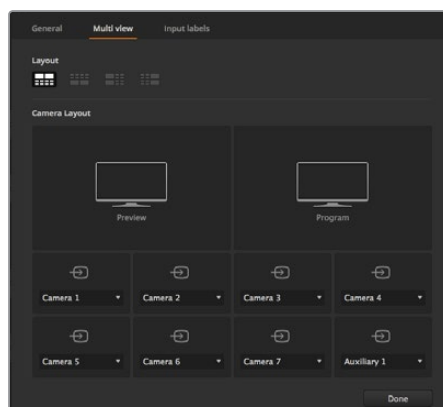 General Multi view Input labels
Layout
Camera Layout
Preview Program
Camera 1 Camera 2 Camera 3 Camera 4
Camera 5 Camera 6 Camera 7 Auxiliary 1
Done